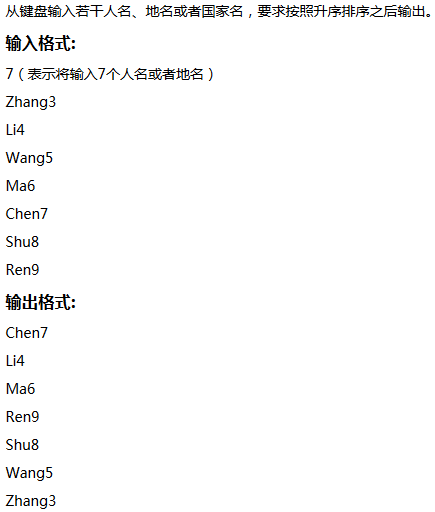 从键盘输入若干人名、地名或者国家名，要求按照升序排序之后输出。
输入格式:
7（表示将输入7个人名或者地名）
Zhang3
Li4
Wang5
Ma6
Chen7
Shu8
Ren9
输出格式:
Chen7
Li4
Ma6
Ren9
Shu8
Wang5
Zhang3